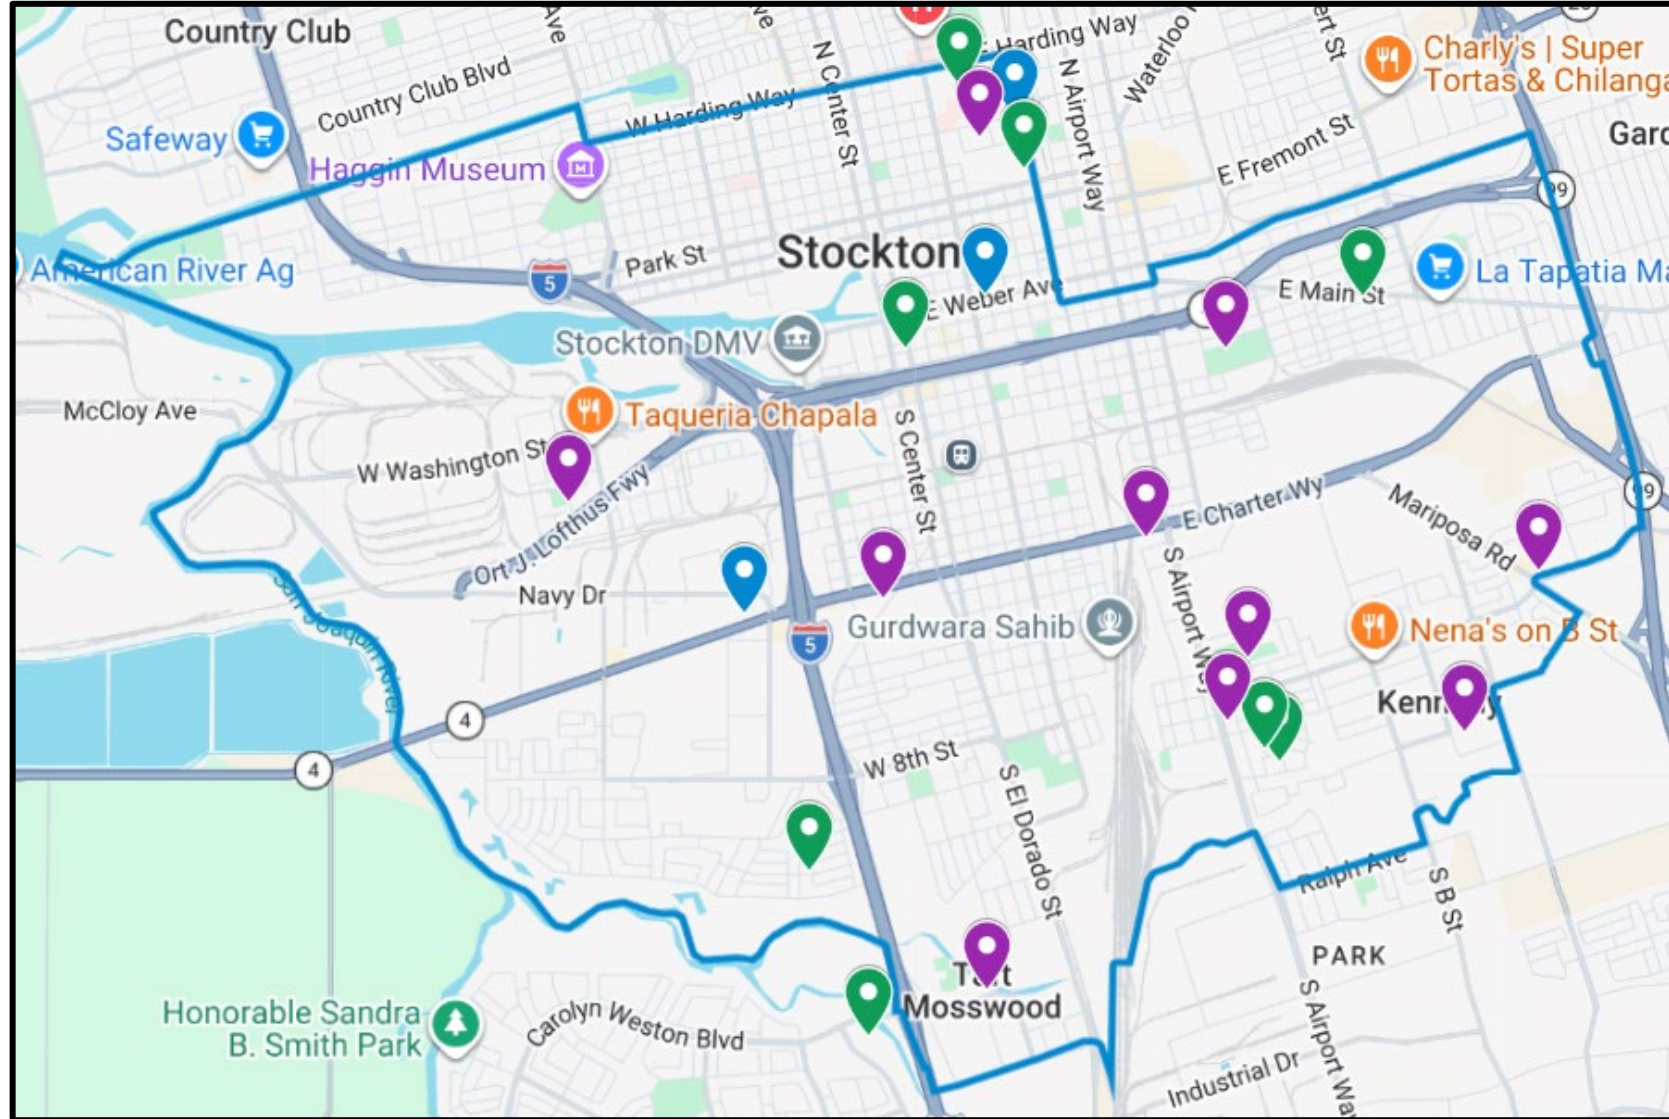 Country Club
Ave
E Harding Way
Waterloo
Charly's | Super
Tortas & Chilanga
Country Club Blvd
N Center St
N Airport Way
Safeway
W Harding Way
E Fremont St
Haggin Museum
99
Park St
Stockton
American River Ag
5
La Tapatia Ma
E Weber Ave
E Main St
Stockton DMV
McCloy Ave
Taqueria Chapala
W Washington St
S Center St
E Charter Wy
Mariposa Rd
99
Ort J. Lofthus Fwy
Navy Dr
San Joaquin River
Gurdwara Sahib
S Airport Way
Nena's on B St
5
4
4
W 8th St
S El Dorado St
Ralph Ave
S B St
PARK
Mosswood
Honorable Sandra
B. Smith Park
Carolyn Weston Blvd
S Airport Way
Industrial Dr